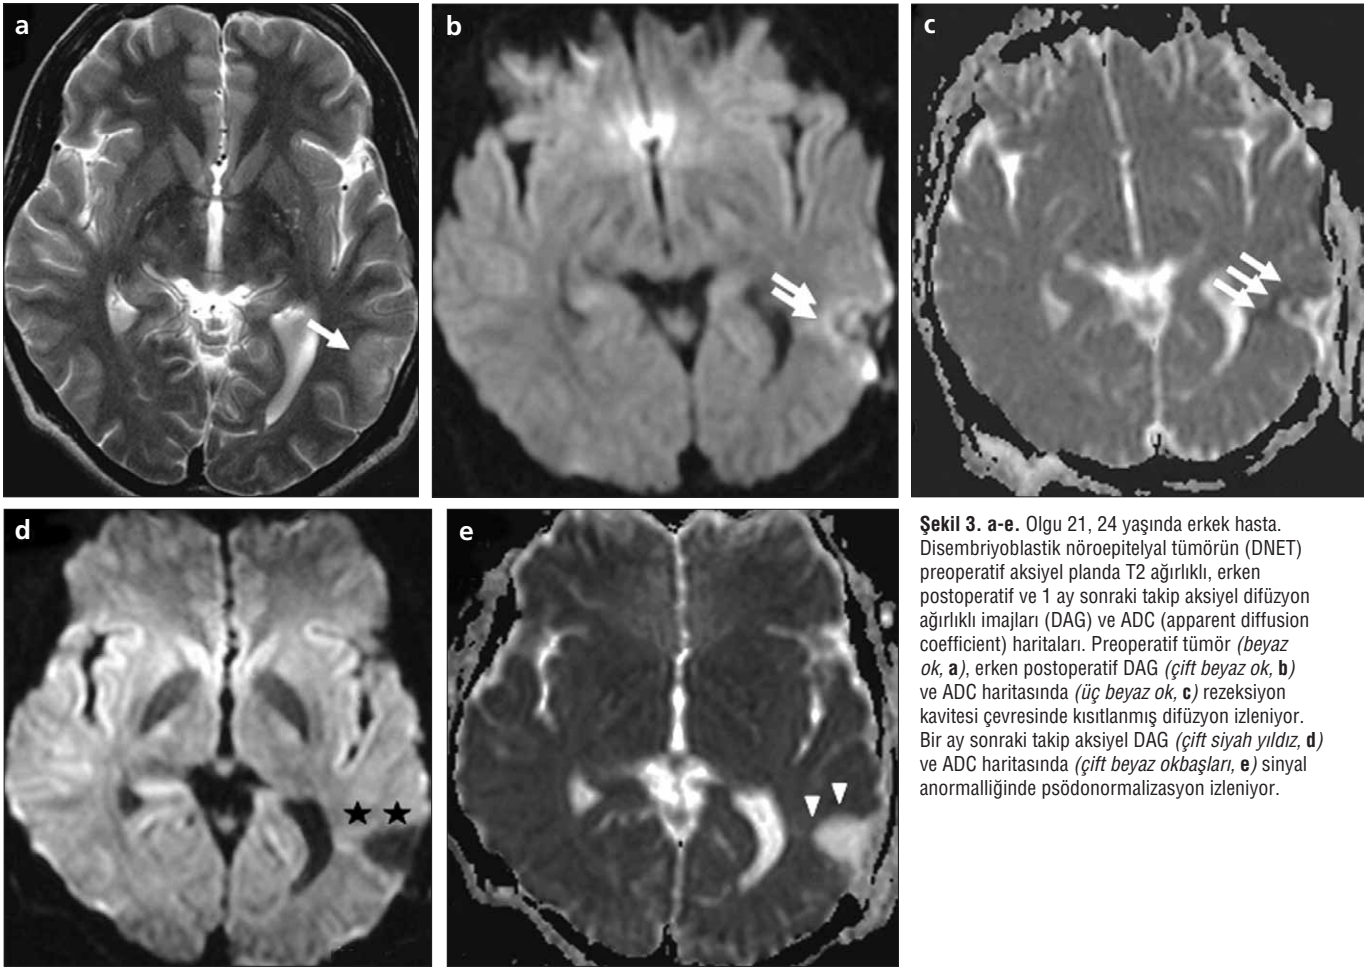 a
b
c
d
e
Şekil 3. a-e. Olgu 21, 24 yaşında erkek hasta.
Disembriyoblastik nöroepitelyal tümörün (DNET)
preoperatif aksiyel planda T2 ağırlıklı, erken
postoperatif ve 1 ay sonraki takip aksiyel difüzyon
ağırlıklı imajları (DAG) ve ADC (apparent diffusion
coefficient) haritaları. Preoperatif tümör (beyaz
ok, a), erken postoperatif DAG (çift beyaz ok, b)
ve ADC haritasında (üç beyaz ok, c) rezeksiyon
kavitesi çevresinde kısıtlanmış difüzyon izleniyor.
Bir ay sonraki takip aksiyel DAG (çift siyah yıldız, d)
ve ADC haritasında (çift beyaz okbaşları, e) sinyal
anormalliğinde psödonormalizasyon izleniyor.